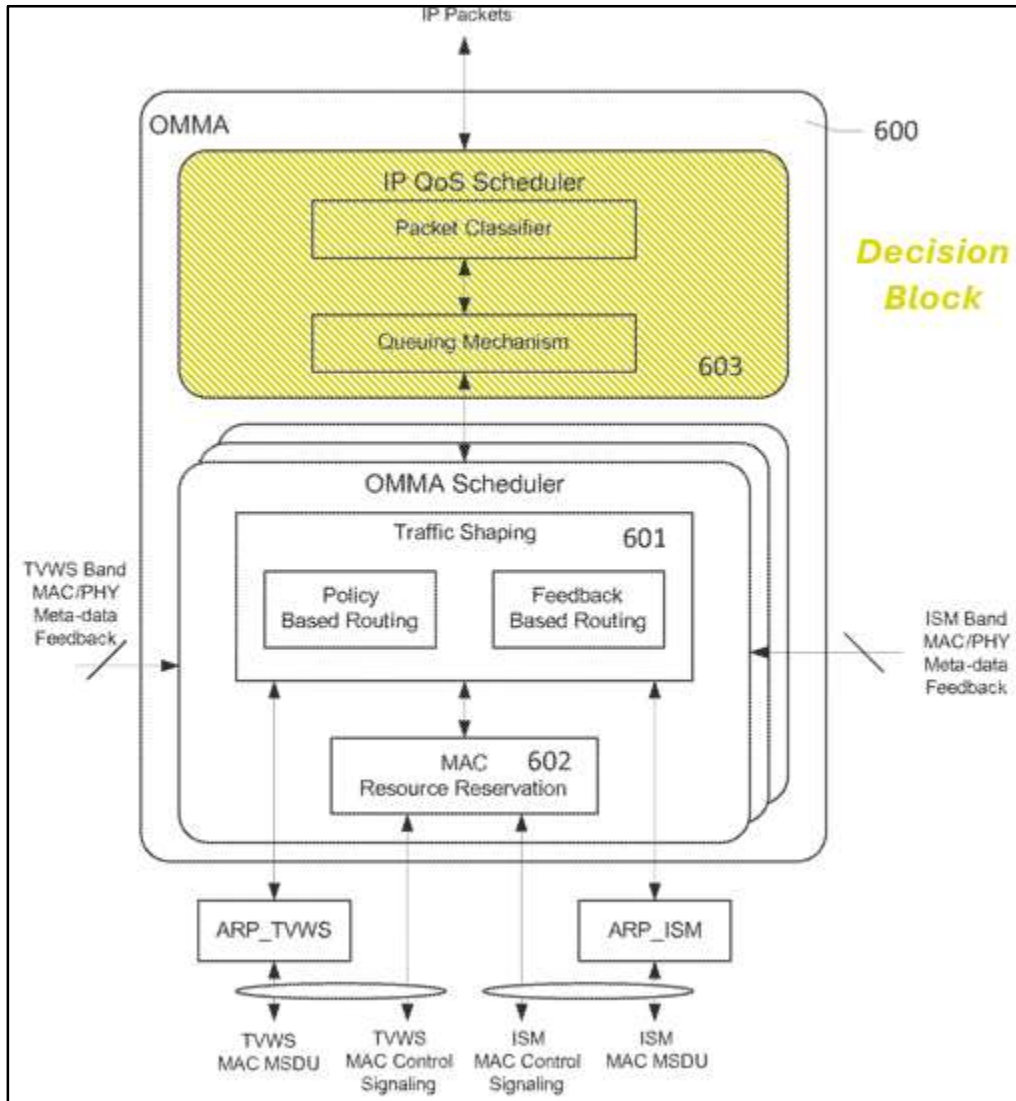 IP Packets
OMMA
600
IP QoS Scheduler
Packet Classifier
Queuing Mechanism
603
Decision
Block
OMMA Scheduler
Traffic Shaping
601
Policy
Based Routing
Feedback
Based Routing
TVWS Band
MAC/PHY
Meta-data
Feedback
ISM Band
MAC/PHY
Meta-data
Feedback
MAC
602
Resource Reservation
ARP_TVWS
ARP_ISM
TVWS
MAC MSDU
TVWS
MAC Control
Signaling
ISM
MAC Control
Signaling
ISM
MAC MSDU